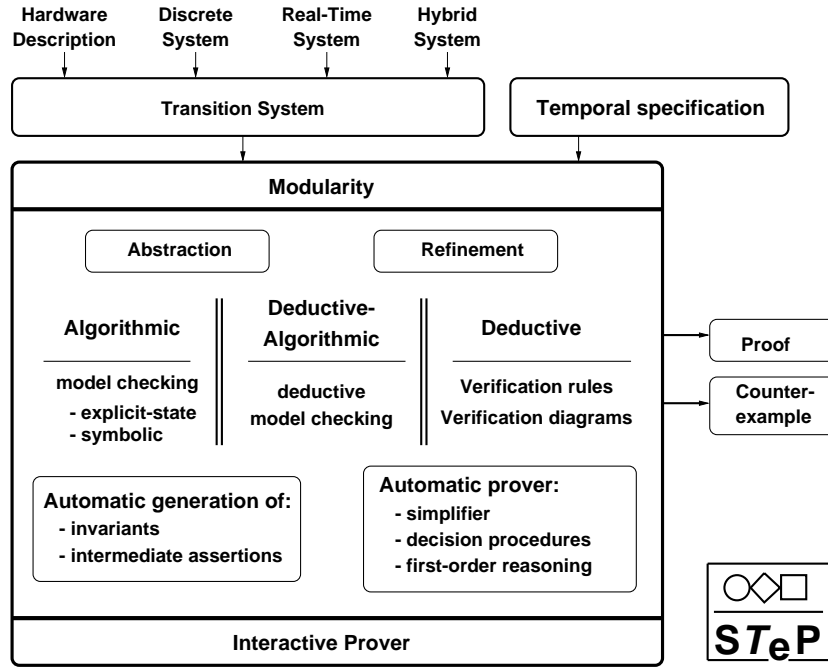 Hardware Description
Discrete System
Real-Time System
Hybrid System
Transition System
Temporal specification
Modularity
Abstraction
Refinement
Algorithmic
model checking
- explicit-state
- symbolic
Deductive-
Algorithmic
deductive
model checking
Deductive
Verification rules
Verification diagrams
Proof
Counter-
example
Automatic generation of:
- invariants
- intermediate assertions
Automatic prover:
- simplifier
- decision procedures
- first-order reasoning
Interactive Prover
STeP